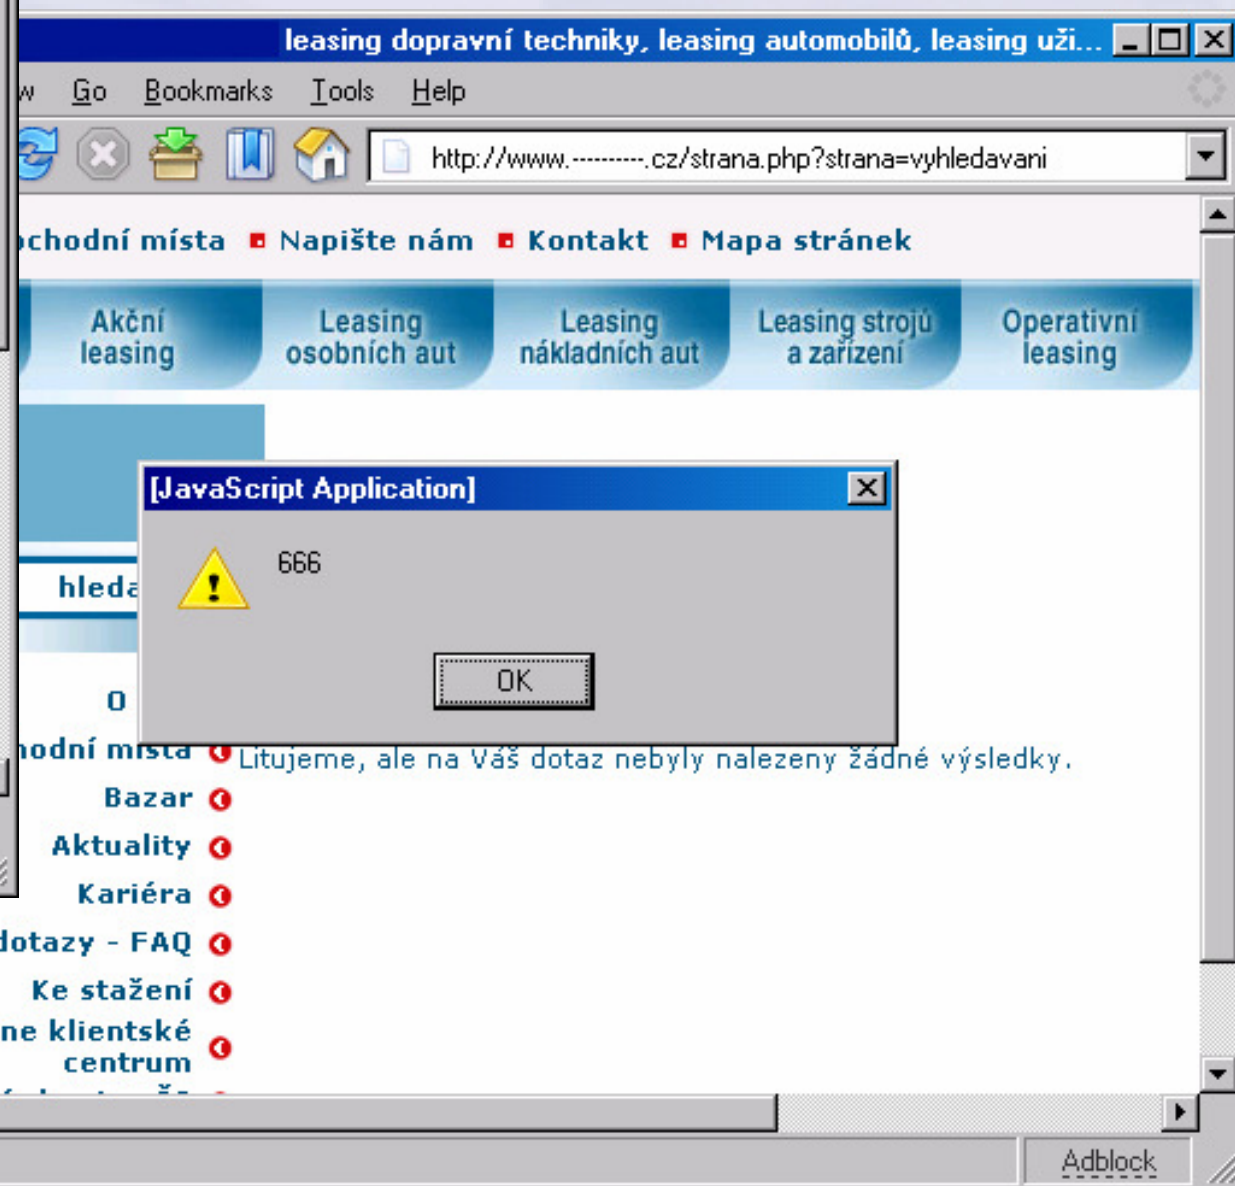 leasing dopravní techniky, leasing automobilů, leasing uži...
w Go Bookmarks Tools Help
http://www.----------.cz/strana.php?strana=vyhledavani
chodní místa Napište nám Kontakt Mapa stránek
Akční leasing
Leasing osobních aut
Leasing nákladních aut
Leasing strojů a zařízení
Operativní leasing
[JavaScript Application]
666
OK
hleda
O
hodní místa
Litujeme, ale na Váš dotaz nebyly nalezeny žádné výsledky.
Bazar
Aktuality
Kariéra
dotazy - FAQ
Ke stažení
ne klientské
centrum
Adblock